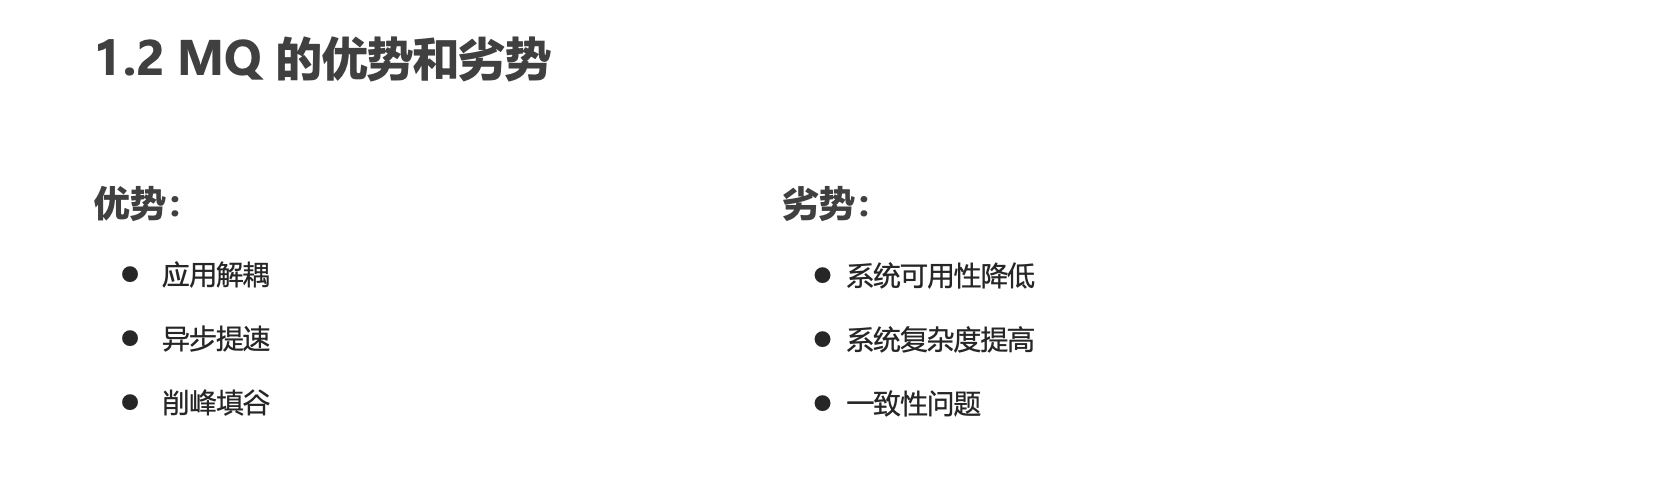 1.2 MQ 的优势和劣势
优势：
● 应用解耦
● 异步提速
● 削峰填谷
劣势：
● 系统可用性降低
● 系统复杂度提高
● 一致性问题